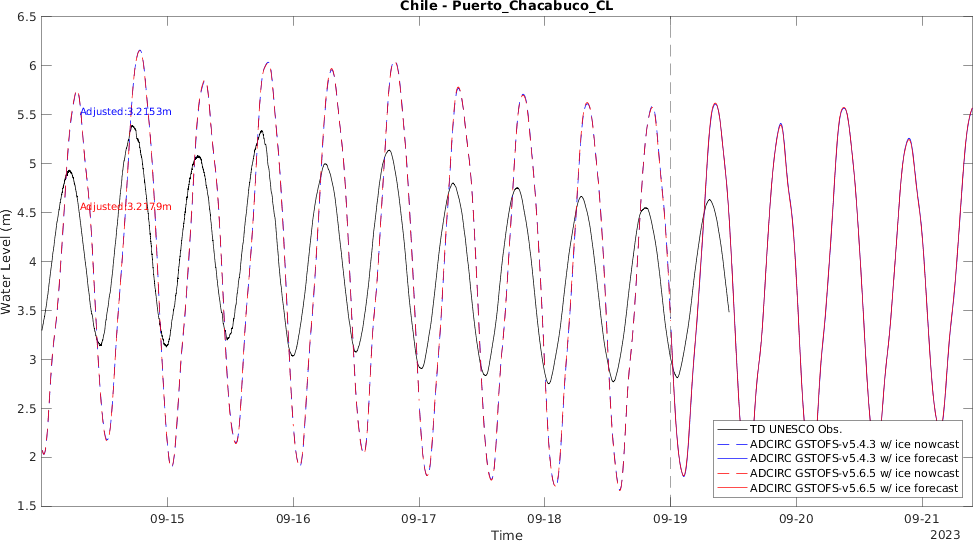 Chile - Puerto_Chacabuco_CL
6.5
6
5.5
5
4.5
4
3.5
3
2.5
2
1.5
Water Level (m)
Adjusted:3.2153m
Adjusted:3.2179m
TD UNESCO Obs.
ADCIRC GSTOFS-v5.4.3 w/ ice nowcast
ADCIRC GSTOFS-v5.4.3 w/ ice forecast
ADCIRC GSTOFS-v5.6.5 w/ ice nowcast
ADCIRC GSTOFS-v5.6.5 w/ ice forecast
09-15 09-16 09-17 09-18 09-19 09-20 09-21
Time
2023